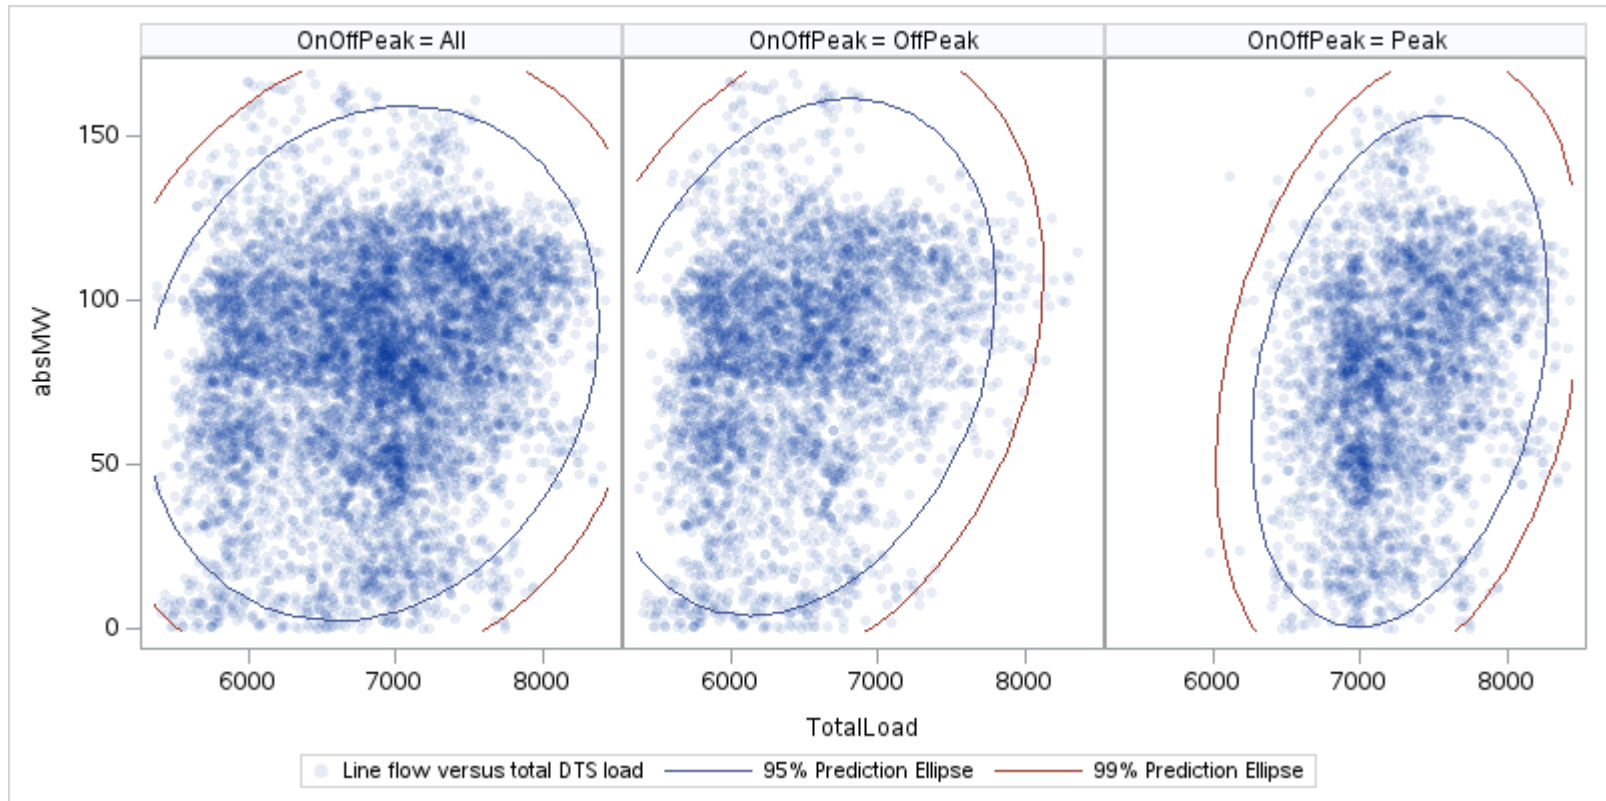 OnOffPeak = All
OnOffPeak = OffPeak
OnOffPeak = Peak
150
100
50
0
absMW
6000 7000 8000 6000 7000 8000 6000 7000 8000
TotalLoad
Line flow versus total DTS load 95% Prediction Ellipse 99% Prediction Ellipse